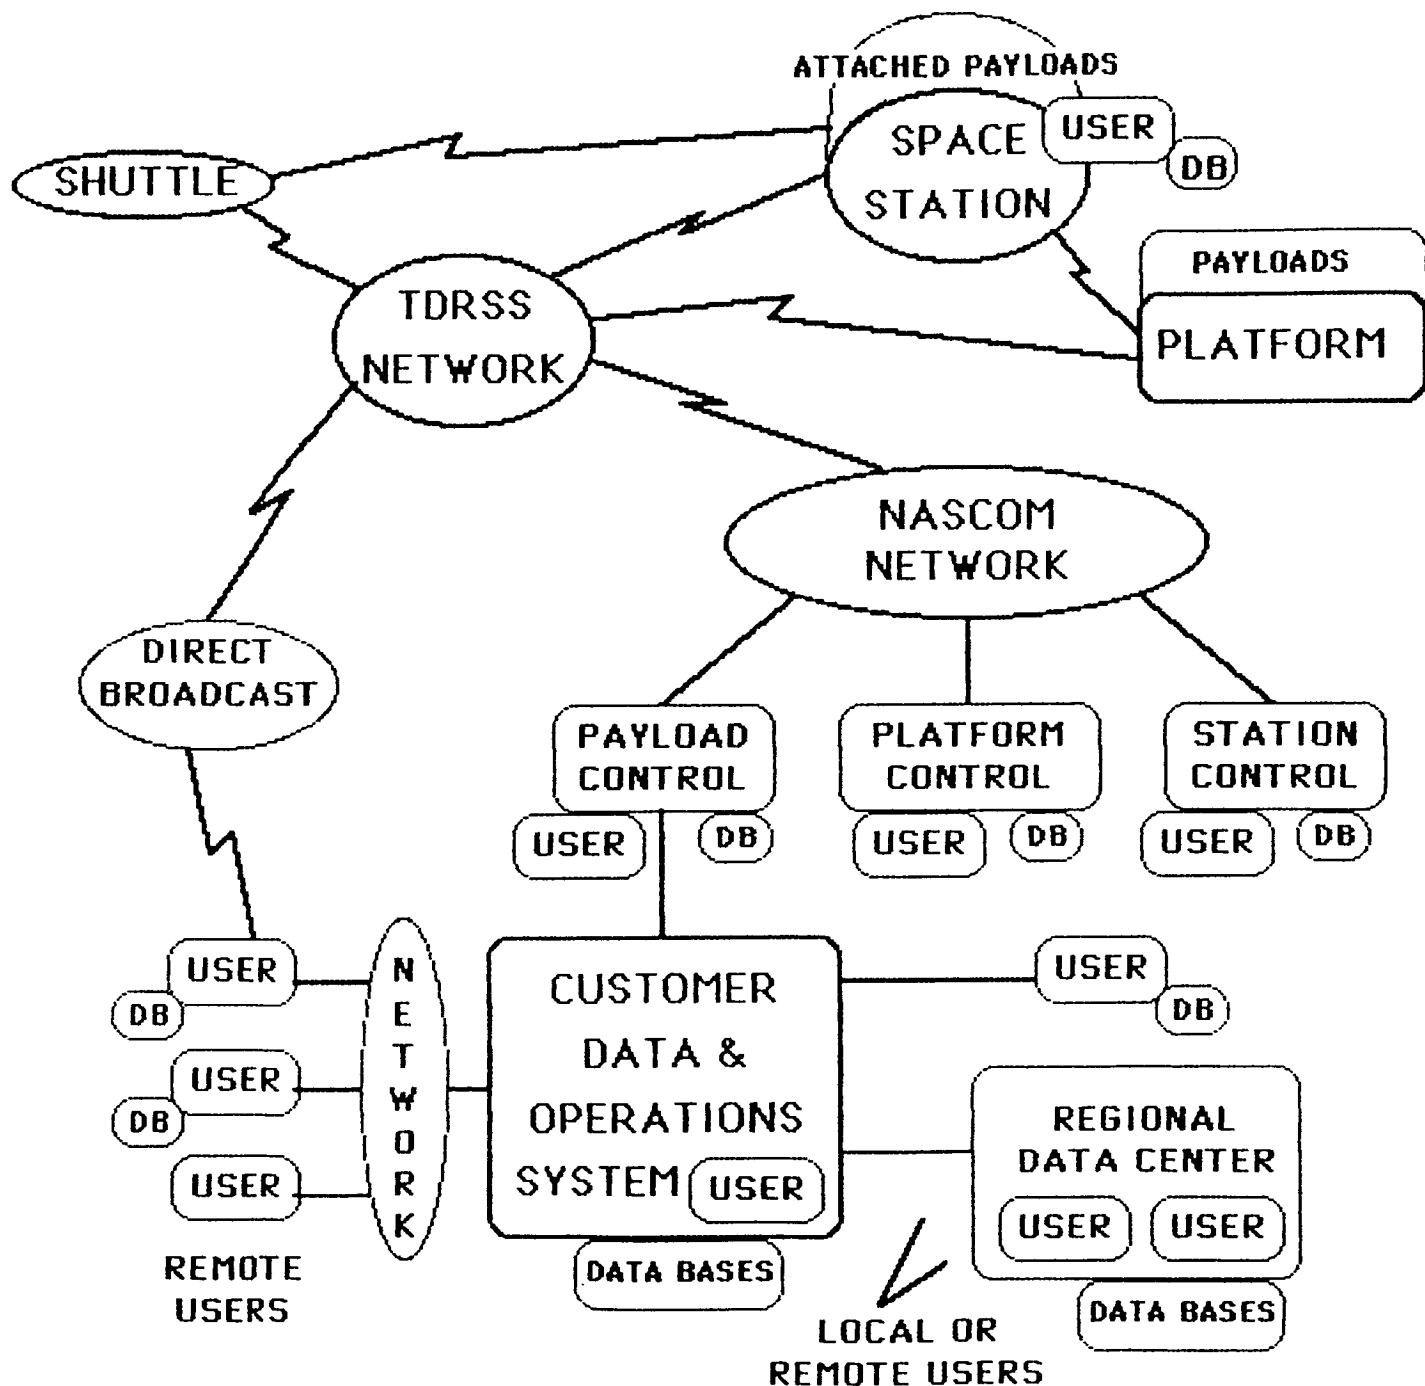 ATTACHED PAYLOADS
SPACE
STATION
USER
DB
SHUTTLE
PAYLOADS
PLATFORM
TDRSS
NETWORK
NASCOM
NETWORK
DIRECT
BROADCAST
PAYLOAD
CONTROL
USER
DB
PLATFORM
CONTROL
USER
DB
STATION
CONTROL
USER
DB
USER
DB
USER
DB
USER
REMOTE
USERS
NETWORK
CUSTOMER
DATA &
OPERATIONS
SYSTEM
USER
DATA BASES
USER
DB
REGIONAL
DATA CENTER
USER
USER
DATA BASES
LOCAL OR
REMOTE USERS